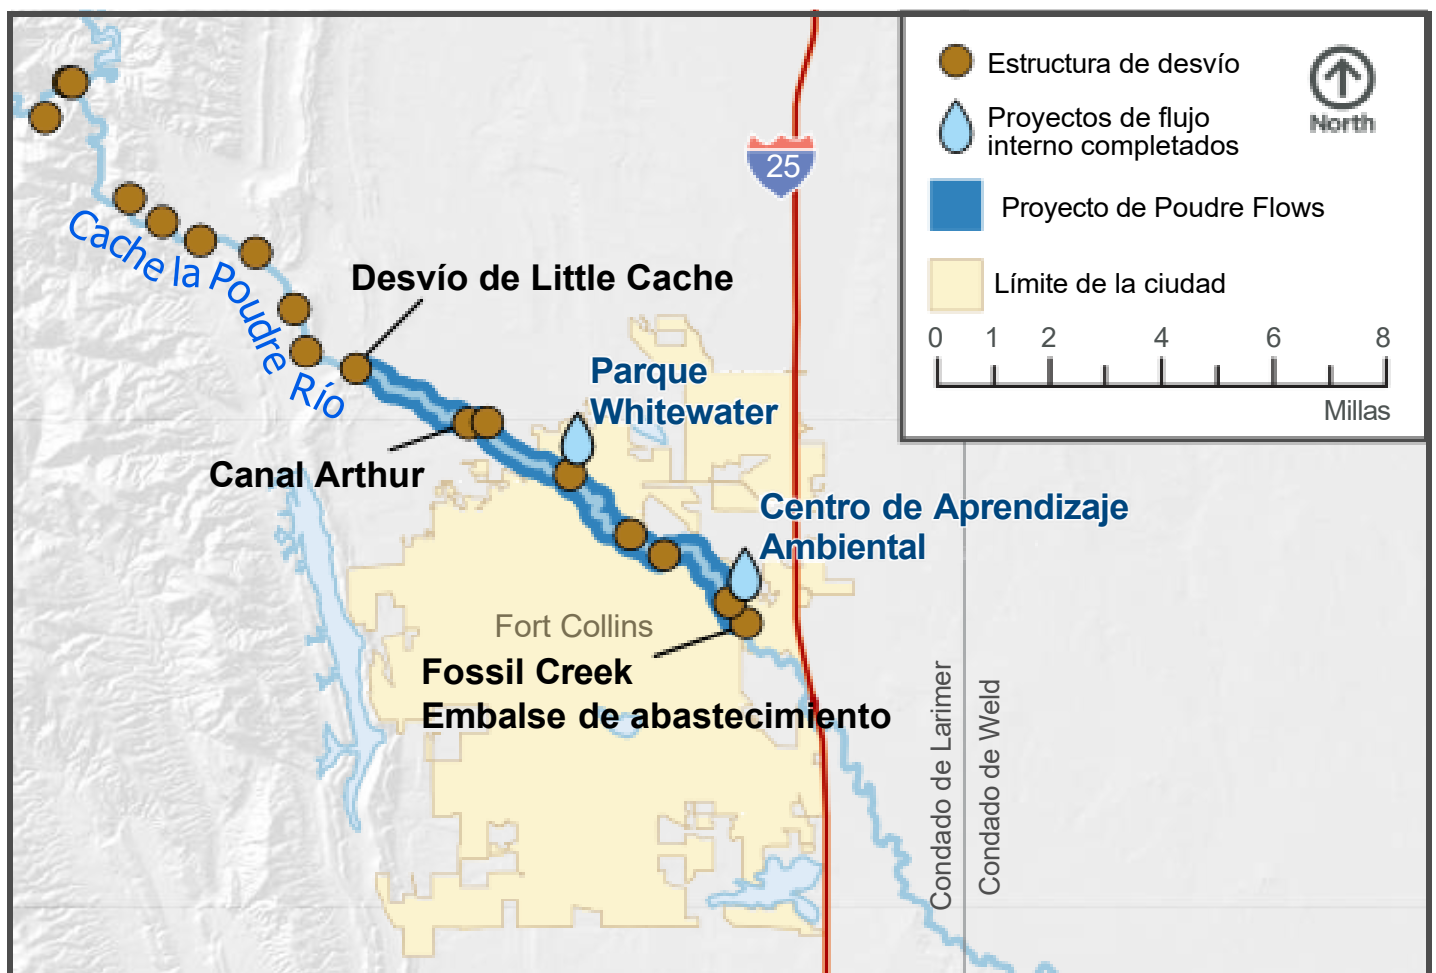 Estructura de desvío
Proyectos de flujo
interno completados
North
Proyecto de Poudre Flows
Límite de la ciudad
0 1 2 4 6 8
Millas
25
Cache la Poudre Río
Desvío de Little Cache
Parque
Whitewater
Canal Arthur
Centro de Aprendizaje
Ambiental
Fort Collins
Fossil Creek
Embalse de abastecimiento
Condado de Larimer
Condado de Weld